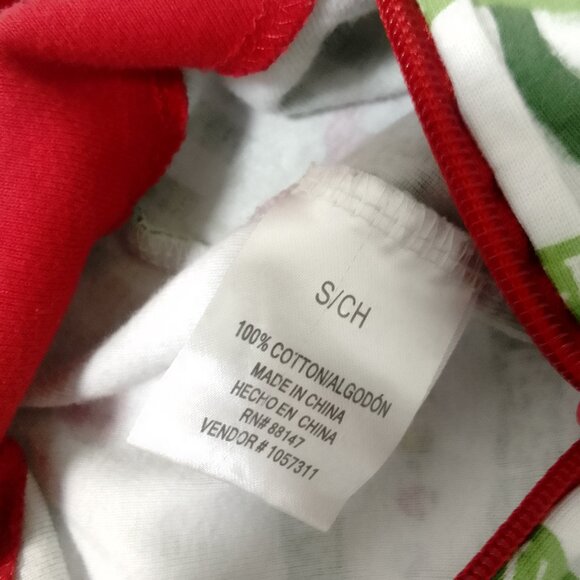 S/CH
100% COTTON/ALGODÓN
MADE IN CHINA
HECHO EN CHINA
RN# 88147
VENDOR # 1057311